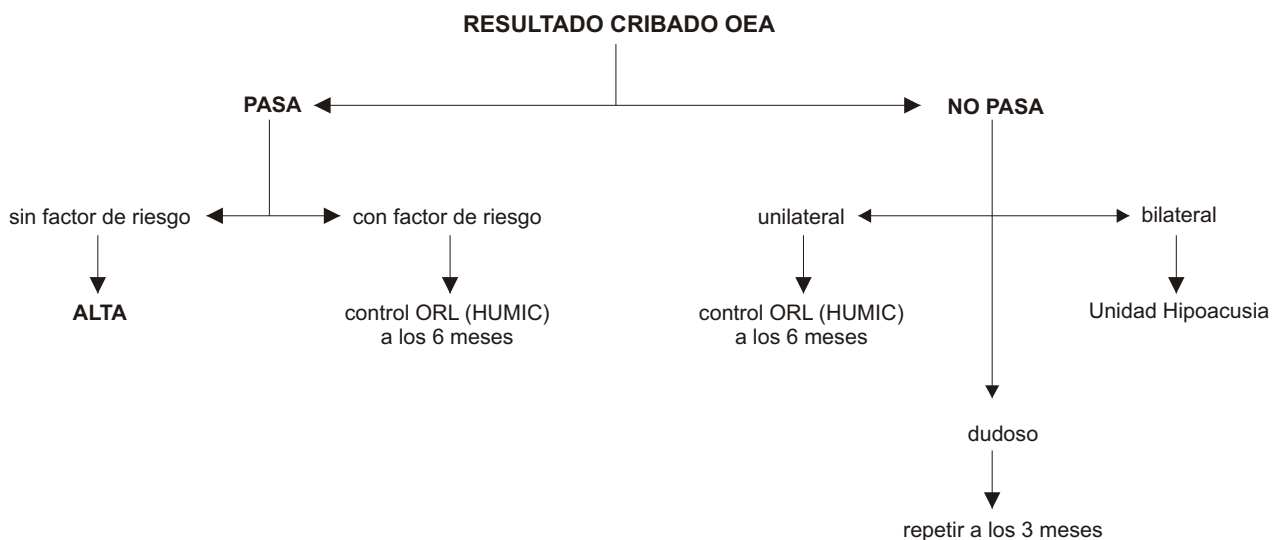 RESULTADO CRIBADO OEA
PASA
NO PASA
sin factor de riesgo
con factor de riesgo
unilateral
bilateral
ALTA
control ORL (HUMIC)
a los 6 meses
control ORL (HUMIC)
a los 6 meses
Unidad Hipoacusia
dudoso
repetir a los 3 meses